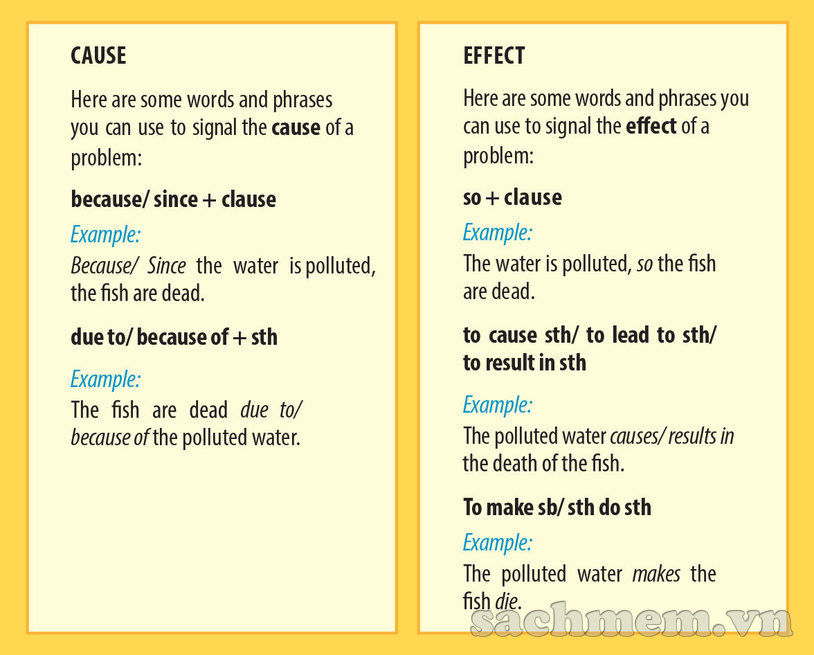 CAUSE
Here are some words and phrases
you can use to signal the cause of a
problem:
because/ since + clause
Example:
Because/ Since the water is polluted,
the fish are dead.
due to/ because of + sth
Example:
The fish are dead due to/
because of the polluted water.
EFFECT
Here are some words and phrases you
can use to signal the effect of a
problem:
so + clause
Example:
The water is polluted, so the fish
are dead.
to cause sth/ to lead to sth/
to result in sth
Example:
The polluted water causes/ results in
the death of the fish.
To make sb/ sth do sth
Example:
The polluted water makes the
fish die.
sachmem.vn